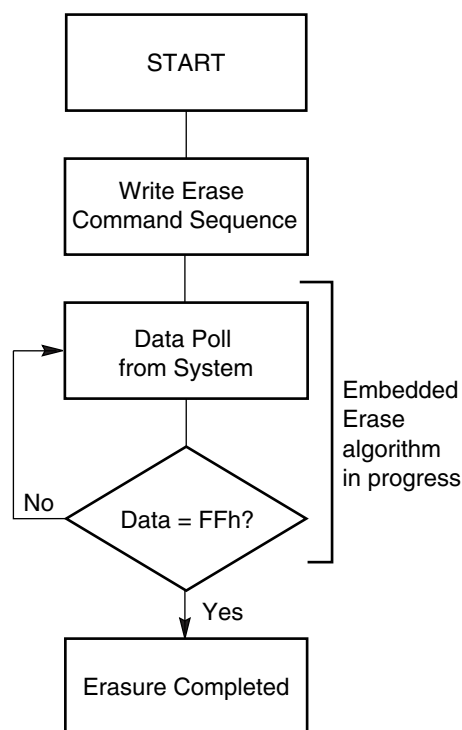 START
Write Erase
Command Sequence
Data Poll
from System
Embedded
Erase
algorithm
in progress
No
Data = FFh?
Yes
Erasure Completed